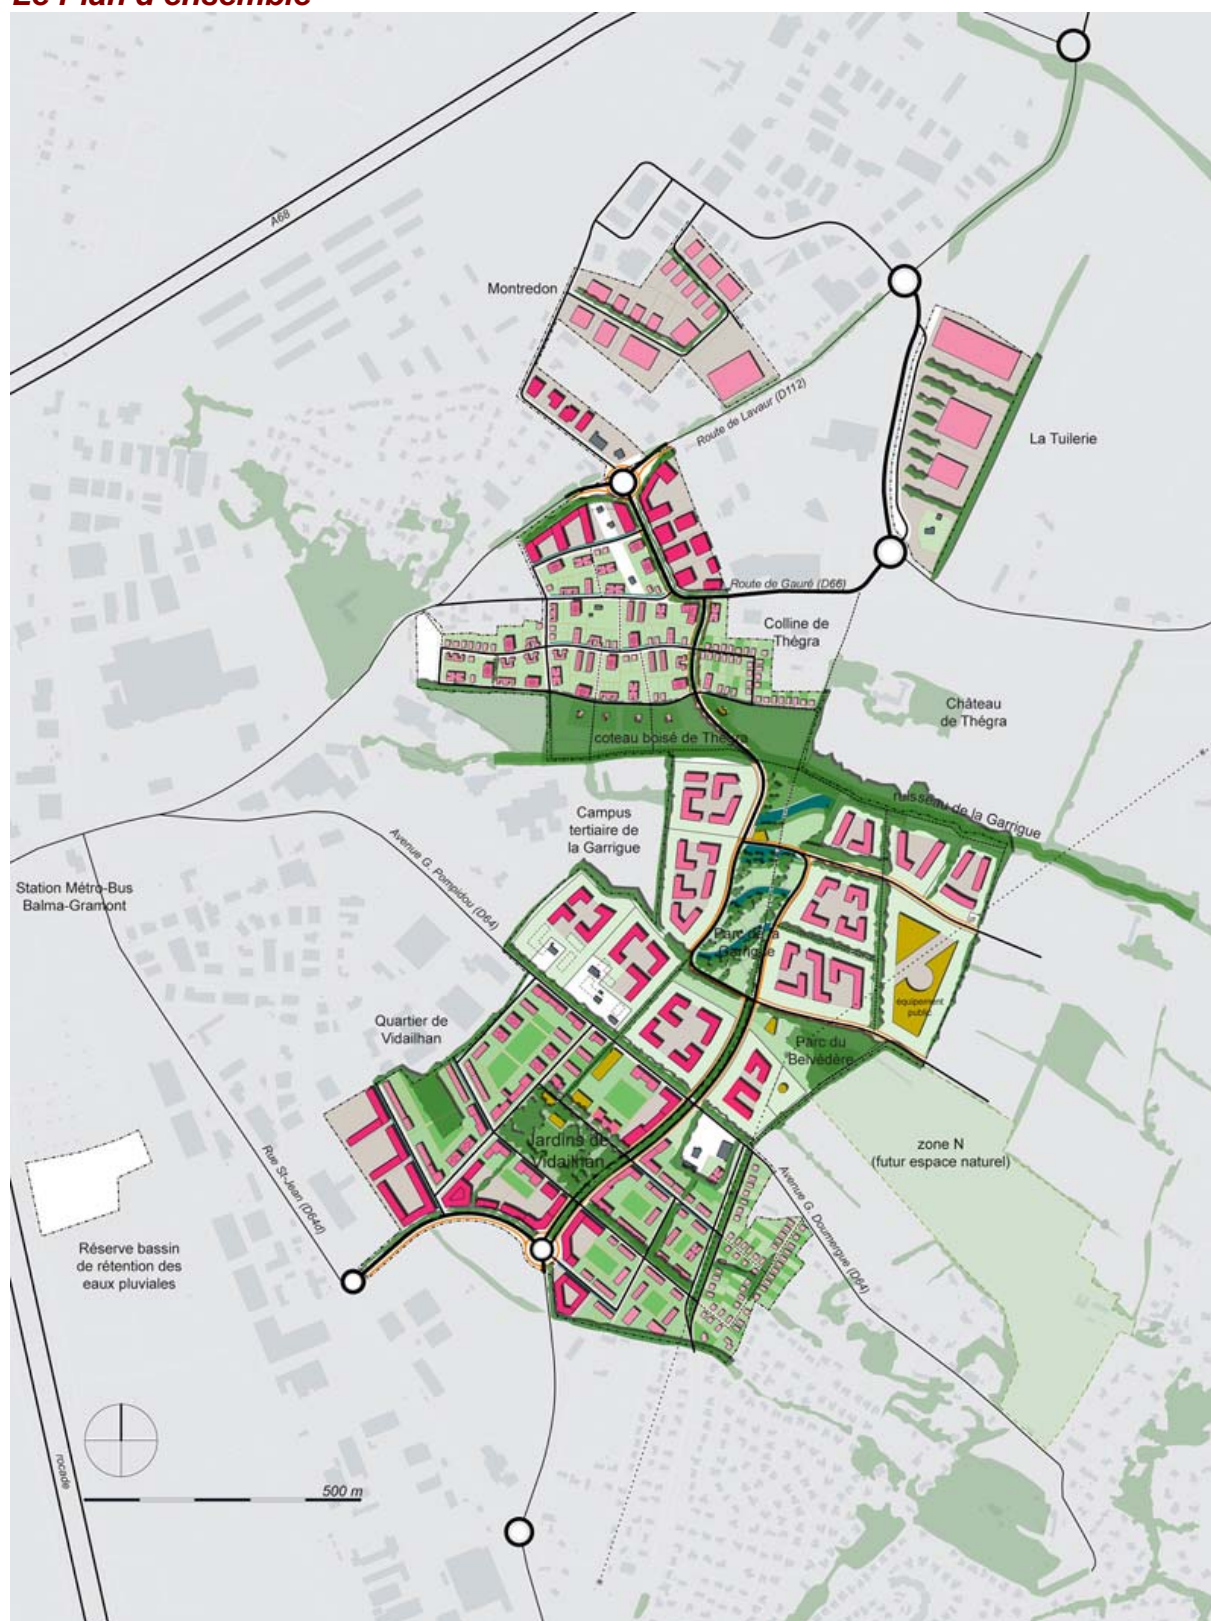 Le Plan d'ensemble
A68
Montredon
Route de Lavaur (D112)
La Tuilerie
Route de Gauré (D66)
Colline de
Thégra
Château
de Thégra
coteau boisé de Thégra
ruisseau de la Garrigue
Campus
tertiaire de
la Garrigue
Avenue G. Pompidou (D64)
Station Métro-Bus
Balma-Gramont
Parc de la
Garrigue
équipement
public
Quartier de
Vidailhan
Parc du
Belvédère
Jardins de
Vidailhan
zone N
(futur espace naturel)
Rue St-Jean (D64d)
Avenue G. Doumergue (D64)
Réserve bassin
de rétention des
eaux pluviales
rocade
500 m